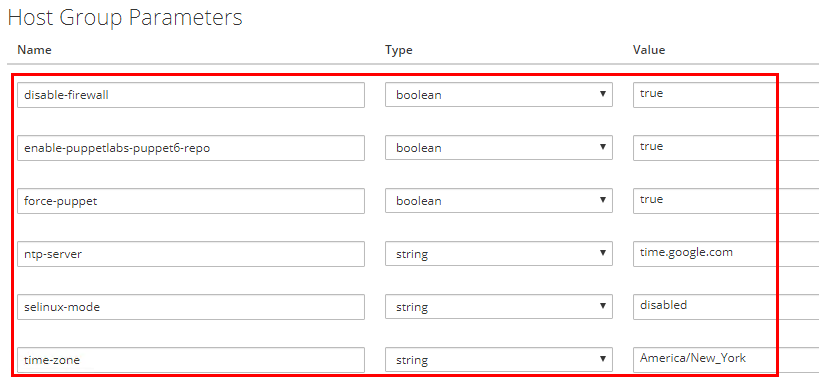 Host Group Parameters
Name Type Value
disable-firewall boolean true
enable-puppetlabs-puppet6-repo boolean true
force-puppet boolean true
ntp-server string time.google.com
selinux-mode string disabled
time-zone string America/New_York